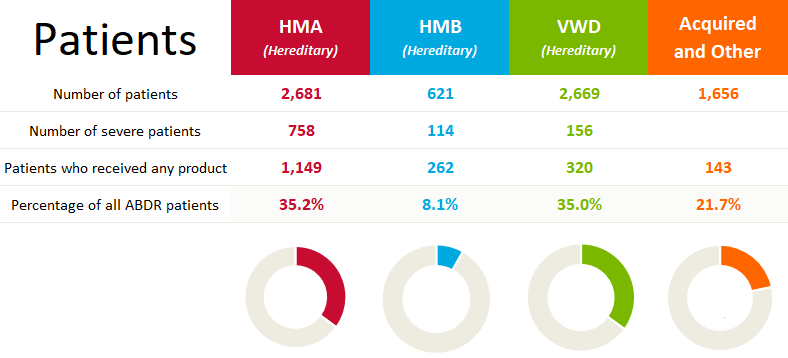 Patients
HMA
(Hereditary)
HMB
(Hereditary)
VWD
(Hereditary)
Acquired
and Other
Number of patients 2,681 621 2,669 1,656
Number of severe patients 758 114 156
Patients who received any product 1,149 262 320 143
Percentage of all ABDR patients 35.2% 8.1% 35.0% 21.7%